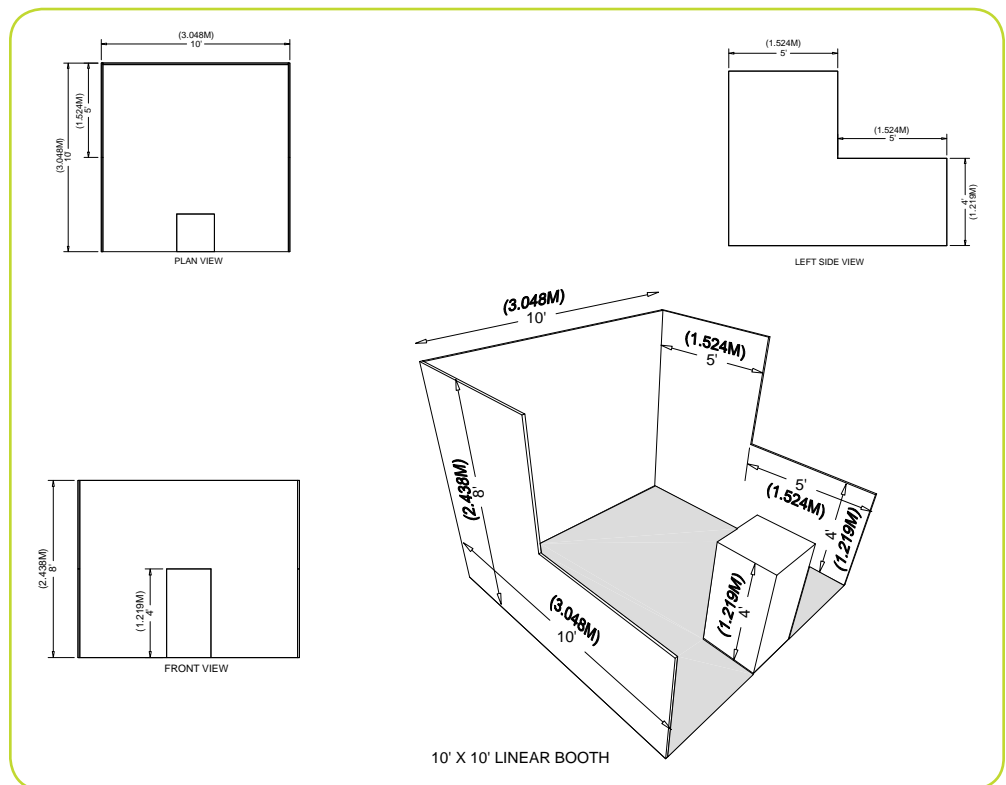 (3.048M)
10'
(1.524M)
5'
(3.048M)
10'
PLAN VIEW
(1.524M)
5'
(1.524M)
5'
4'
(1.219M)
LEFT SIDE VIEW
(3.048M)
10'
(1.524M)
5'
(2.438M)
8'
5'
(1.524M)
4'
(1.219M)
(1.219M)
4'
(3.048M)
10'
(2.438M)
8'
(1.219M)
4'
FRONT VIEW
10' X 10' LINEAR BOOTH